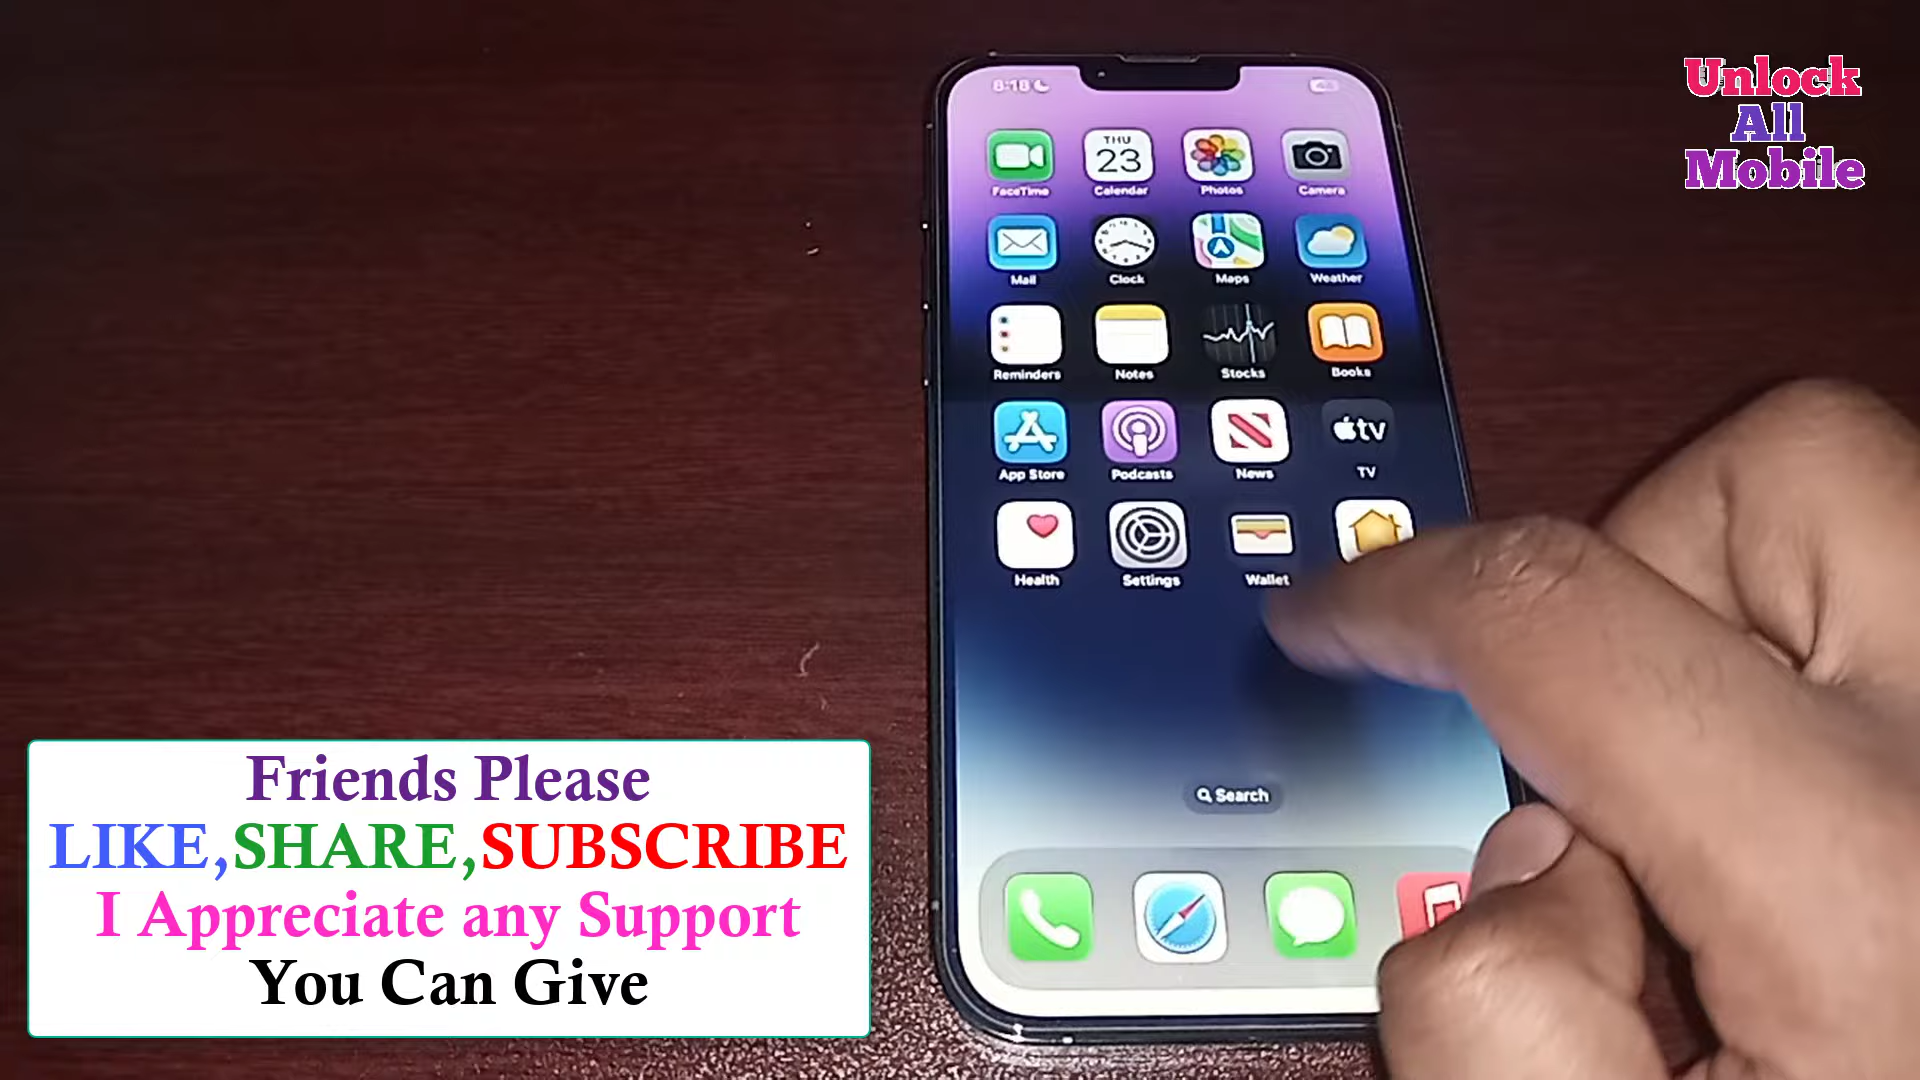 8:18
Unlock
All
Mobile
THU
23
FaceTime
Calendar
Photos
Camera
Mail
Clock
Maps
Weather
Reminders
Notes
Stocks
Books
tv
App Store
Podcasts
News
TV
Health
Settings
Wallet
Search
Friends Please
LIKE,SHARE,SUBSCRIBE
I Appreciate any Support
You Can Give